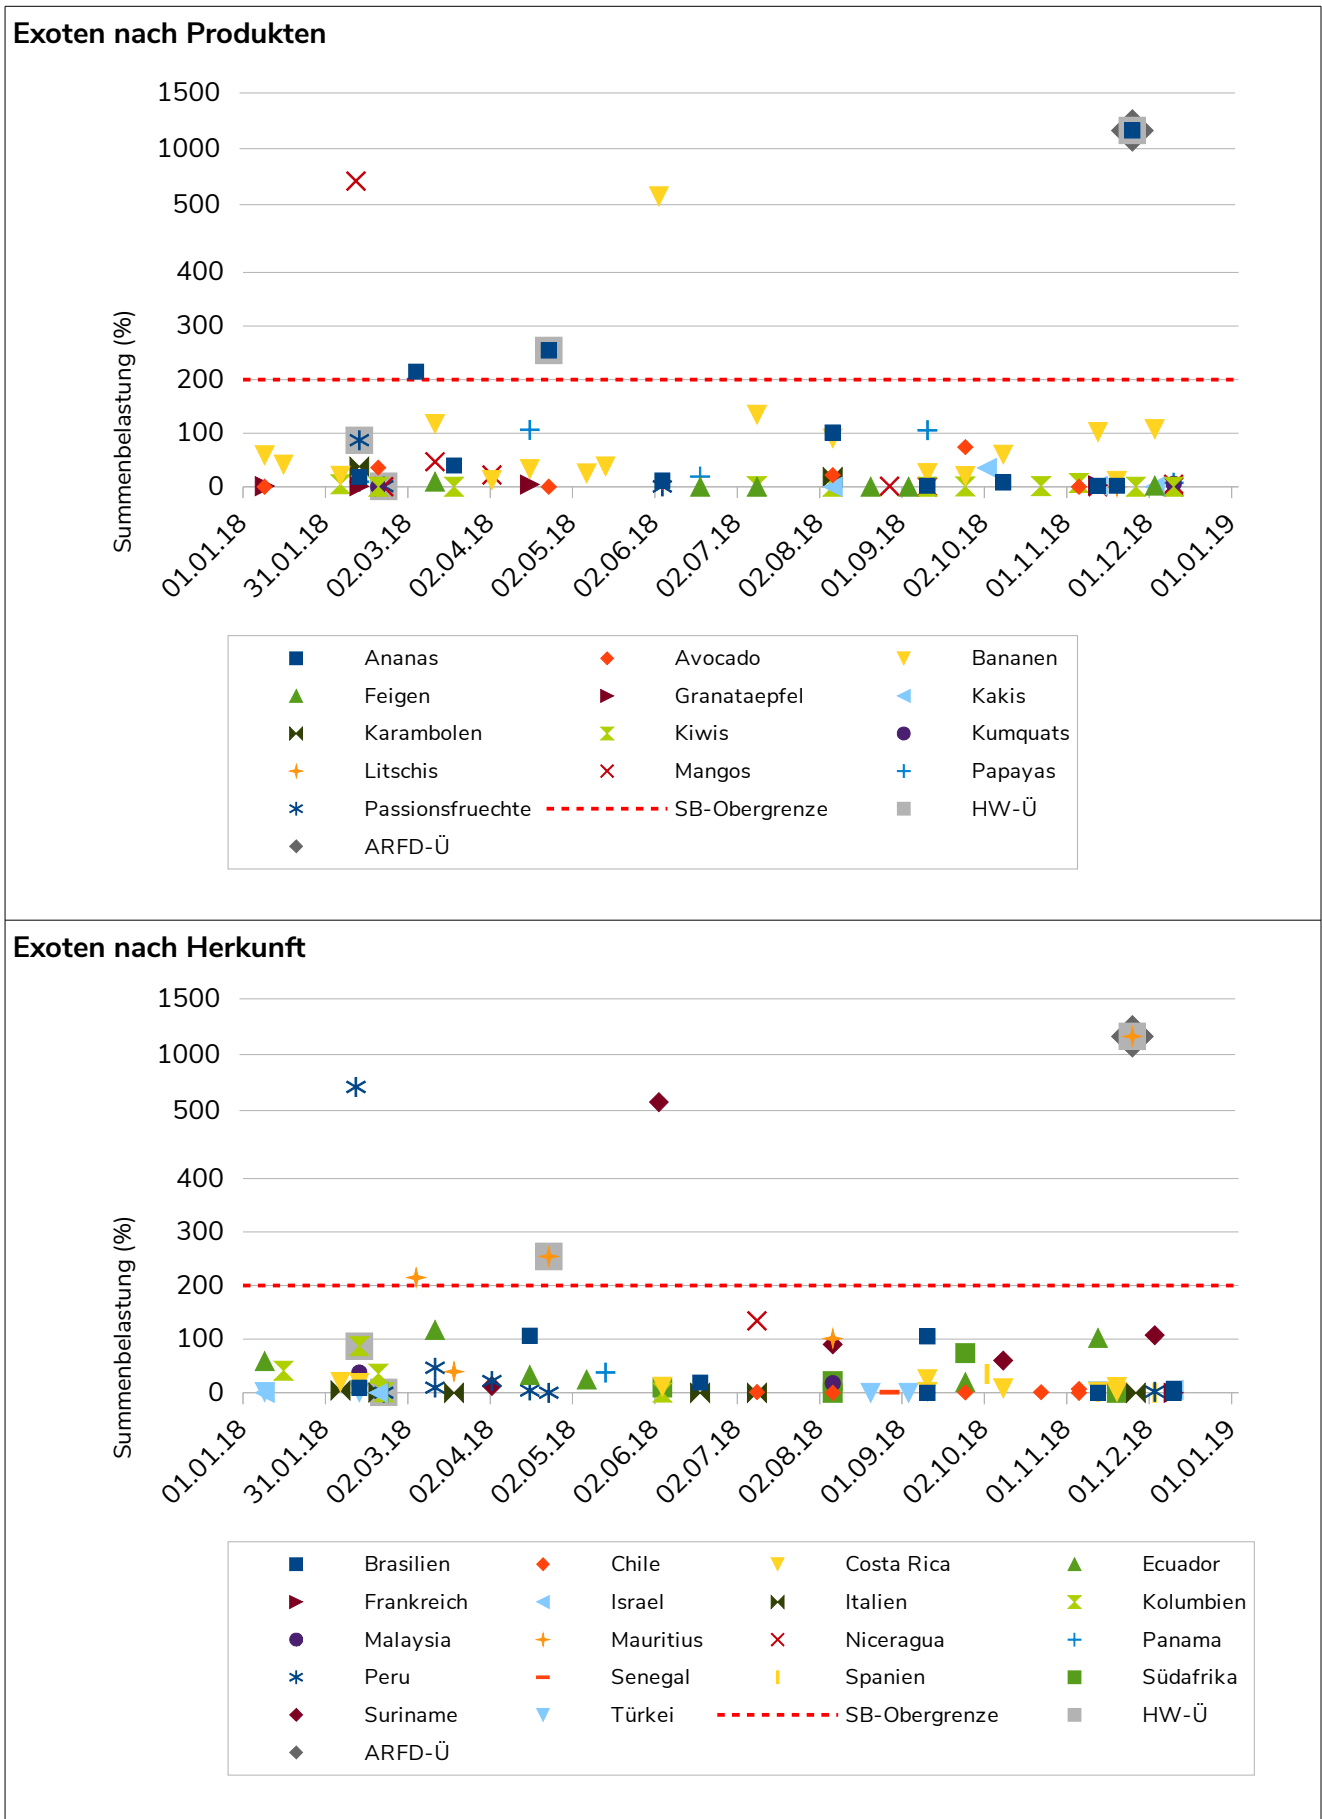 Exoten nach Produkten
1500
1000
500
400
300
200
100
0
Summenbelastung (%)
01.01.18
31.01.18
02.03.18
02.04.18
02.05.18
02.06.18
02.07.18
02.08.18
01.09.18
02.10.18
01.11.18
01.12.18
01.01.19
Ananas Avocado Bananen
Feigen Granataepfel Kakis
Karambolen Kiwis Kumquats
Litschis Mangos Papayas
Passionsfruechte SB-Obergrenze HW-Ü
ARFD-Ü
Exoten nach Herkunft
1500
1000
500
400
300
200
100
0
Summenbelastung (%)
01.01.18
31.01.18
02.03.18
02.04.18
02.05.18
02.06.18
02.07.18
02.08.18
01.09.18
02.10.18
01.11.18
01.12.18
01.01.19
Brasilien Chile Costa Rica Ecuador
Frankreich Israel Italien Kolumbien
Malaysia Mauritius Niceragua Panama
Peru Senegal Spanien Südafrika
Suriname Türkei SB-Obergrenze HW-Ü
ARFD-Ü